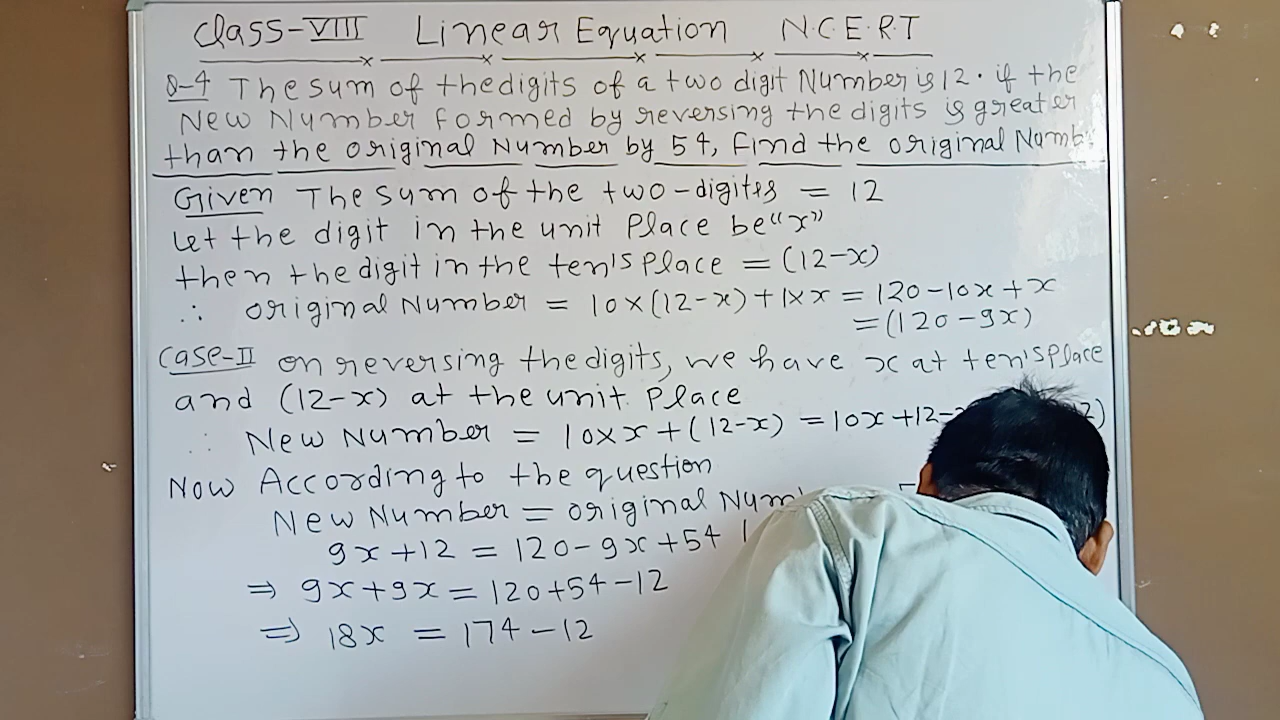 Class-VIII Linear Equation N.C.E.R.T
Q-4 The sum of the digits of a two digit Number is 12. if the
New Number formed by reversing the digits is greater
than the original Number by 54, find the original Numb
Given The sum of the two-digites = 12
Let the digit in the unit Place be "x"
then the digit in the ten's Place = (12-x)
∴ original Number = 10×(12-x)+1×x = 120-10x+x
=(120-9x)
Case-II on reversing the digits, we have x at ten's place
and (12-x) at the unit. Place
∴ New Number = 10×x+(12-x) = 10x+12- 2)
Now According to the question
New Number = original Num
9x+12 = 120-9x+54
⇒ 9x+9x = 120+54-12
⇒ 18x = 174-12